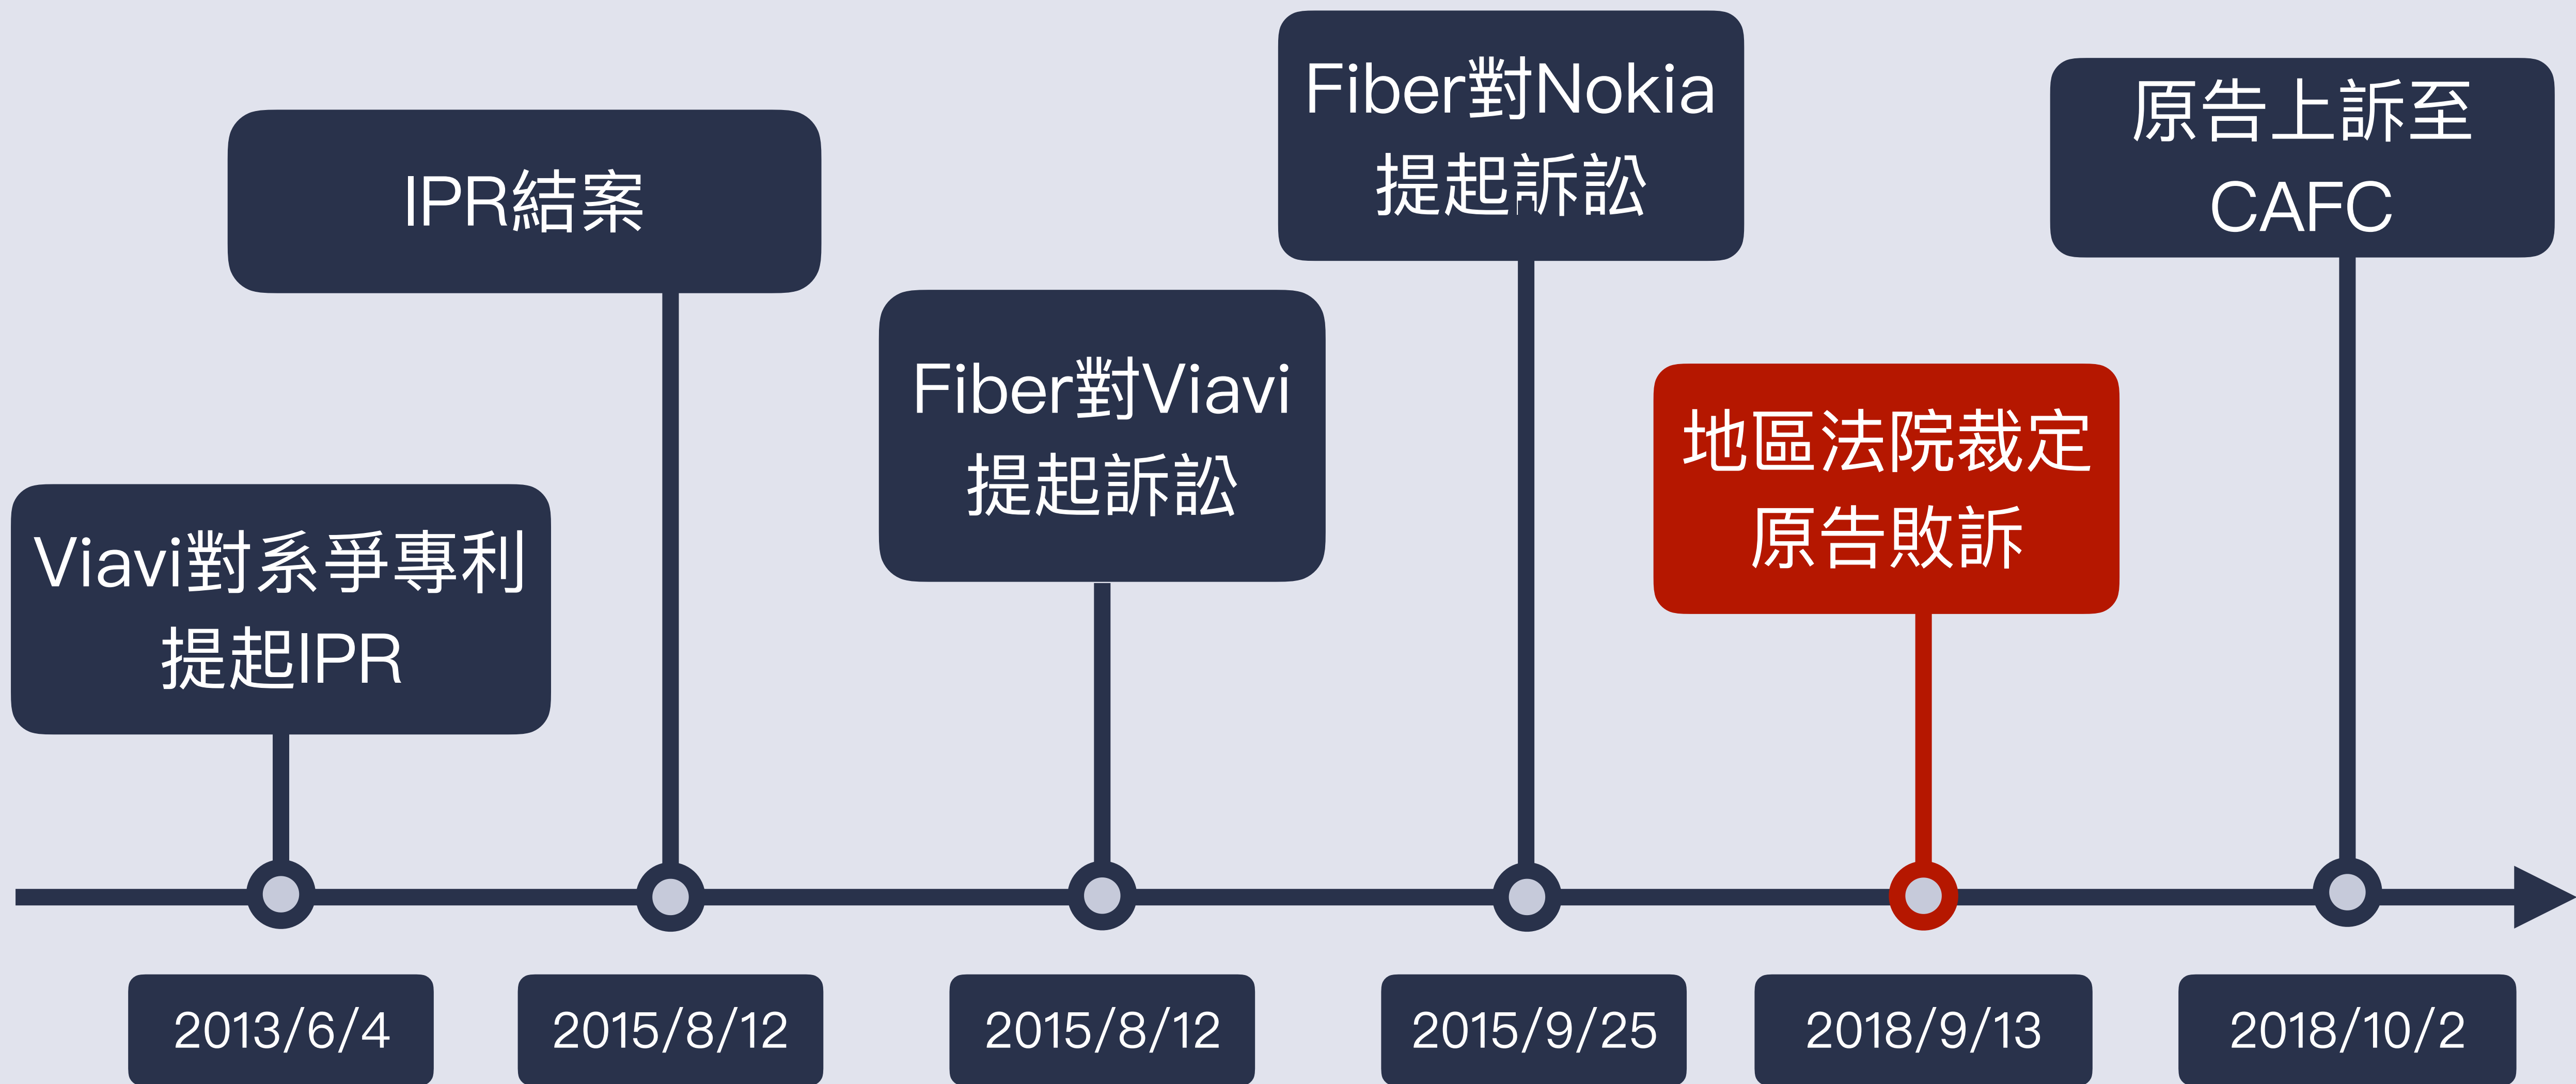 Viavi對系爭專利
提起IPR
IPR結案
Fiber對Viavi
提起訴訟
Fiber對Nokia
提起訴訟
地區法院裁定
原告敗訴
原告上訴至
CAFC
2013/6/4
2015/8/12
2015/8/12
2015/9/25
2018/9/13
2018/10/2